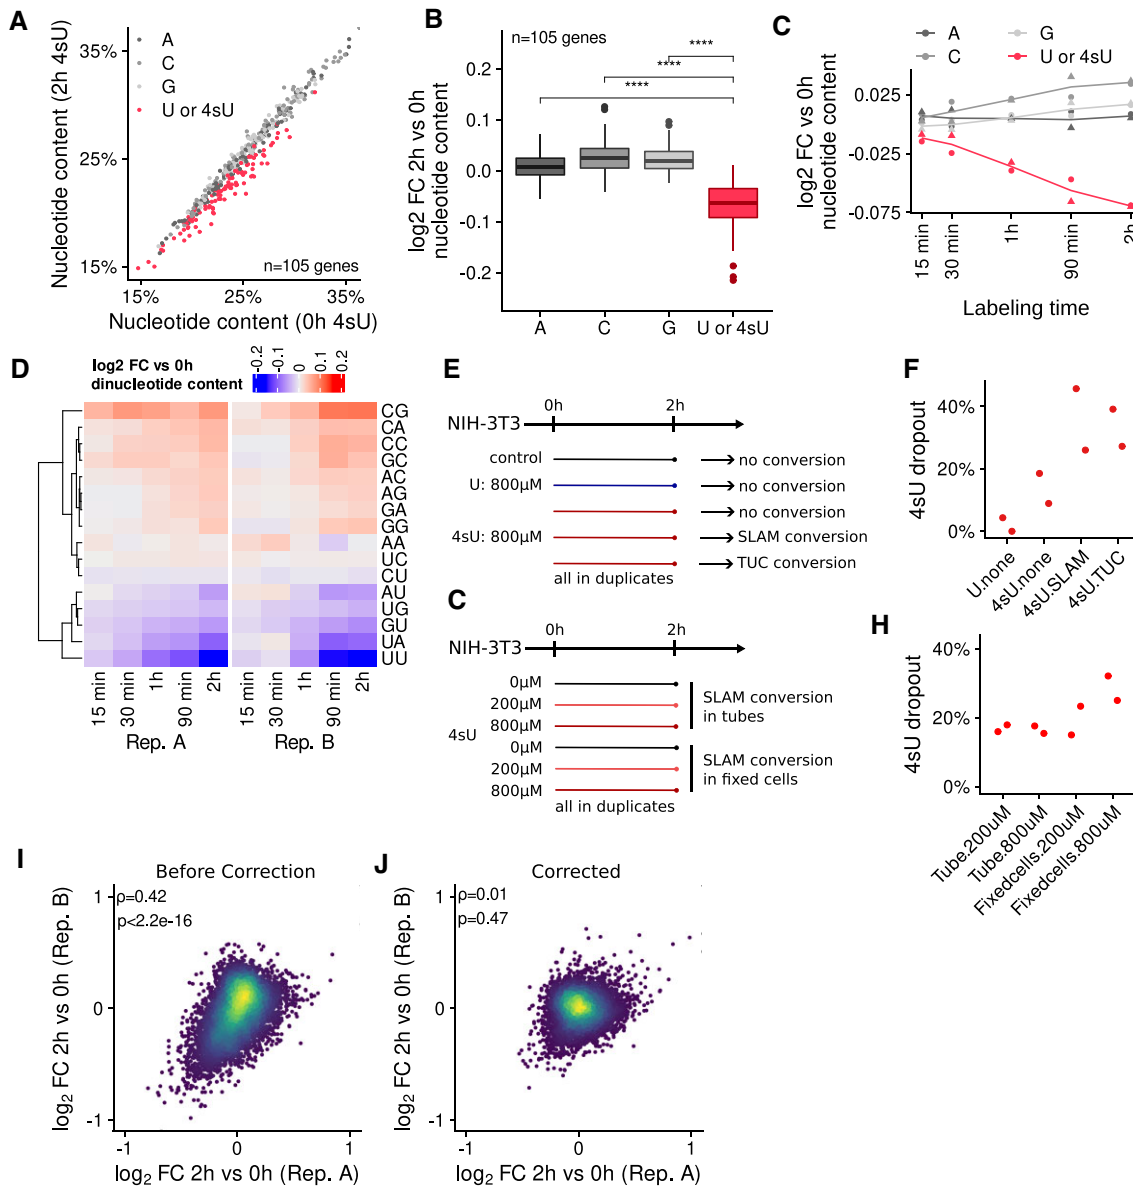 A
Nucleotide content (2h 4sU)
35%
25%
15%
A
C
G
U or 4sU
n=105 genes
15%
25%
35%
Nucleotide content (0h 4sU)
B
log2 FC 2h vs 0h
nucleotide content
n=105 genes
****
****
****
0.2
0.1
0.0
-0.1
-0.2
A
C
G
U or 4sU
C
A
C
G
U or 4sU
log2 FC vs 0h
nucleotide content
0.025
-0.025
-0.075
15 min
30 min
1h
90 min
2h
Labeling time
D
log2 FC vs 0h
dinucleotide content
-0.2
-0.1
0
0.1
0.2
CG
CA
CC
GC
AC
AG
GA
GG
AA
UC
CU
AU
UG
GU
UA
UU
15 min
30 min
1h
90 min
2h
15 min
30 min
1h
90 min
2h
Rep. A
Rep. B
E
0h
2h
NIH-3T3
control
no conversion
U: 800µM
no conversion
no conversion
4sU: 800µM
SLAM conversion
TUC conversion
all in duplicates
F
4sU dropout
40%
20%
0%
U.none
4sU.none
4sU.SLAM
4sU.TUC
C
0h
2h
NIH-3T3
0µM
200µM
800µM
SLAM conversion
in tubes
4sU
0µM
200µM
800µM
SLAM conversion
in fixed cells
all in duplicates
H
4sU dropout
40%
20%
0%
Tube.200uM
Tube.800uM
Fixedcells.200uM
Fixedcells.800uM
I
Before Correction
ρ=0.42
p<2.2e-16
log2 FC 2h vs 0h (Rep. B)
1
0
-1
-1
0
1
log2 FC 2h vs 0h (Rep. A)
J
Corrected
ρ=0.01
p=0.47
log2 FC 2h vs 0h (Rep. B)
1
0
-1
-1
0
1
log2 FC 2h vs 0h (Rep. A)